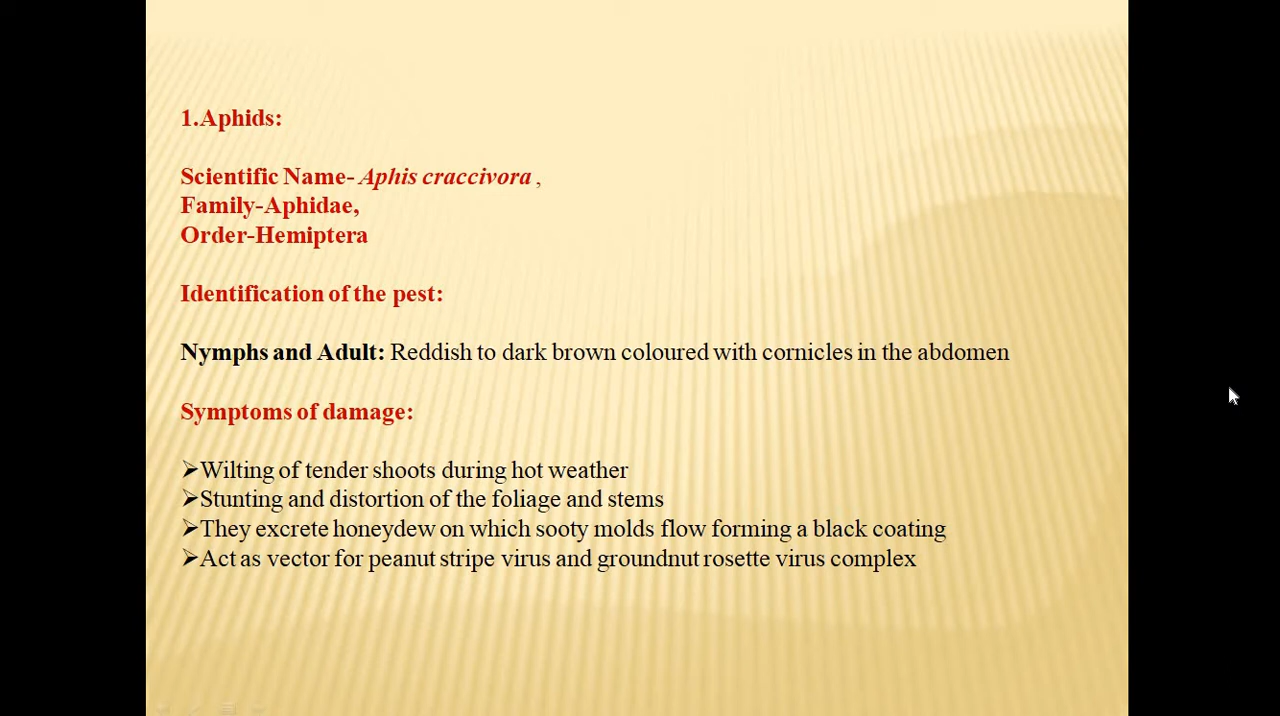 1.Aphids:
Scientific Name- Aphis craccivora ,
Family-Aphidae,
Order-Hemiptera
Identification of the pest:
Nymphs and Adult: Reddish to dark brown coloured with cornicles in the abdomen
Symptoms of damage:
➢Wilting of tender shoots during hot weather
➢Stunting and distortion of the foliage and stems
➢They excrete honeydew on which sooty molds flow forming a black coating
➢Act as vector for peanut stripe virus and groundnut rosette virus complex